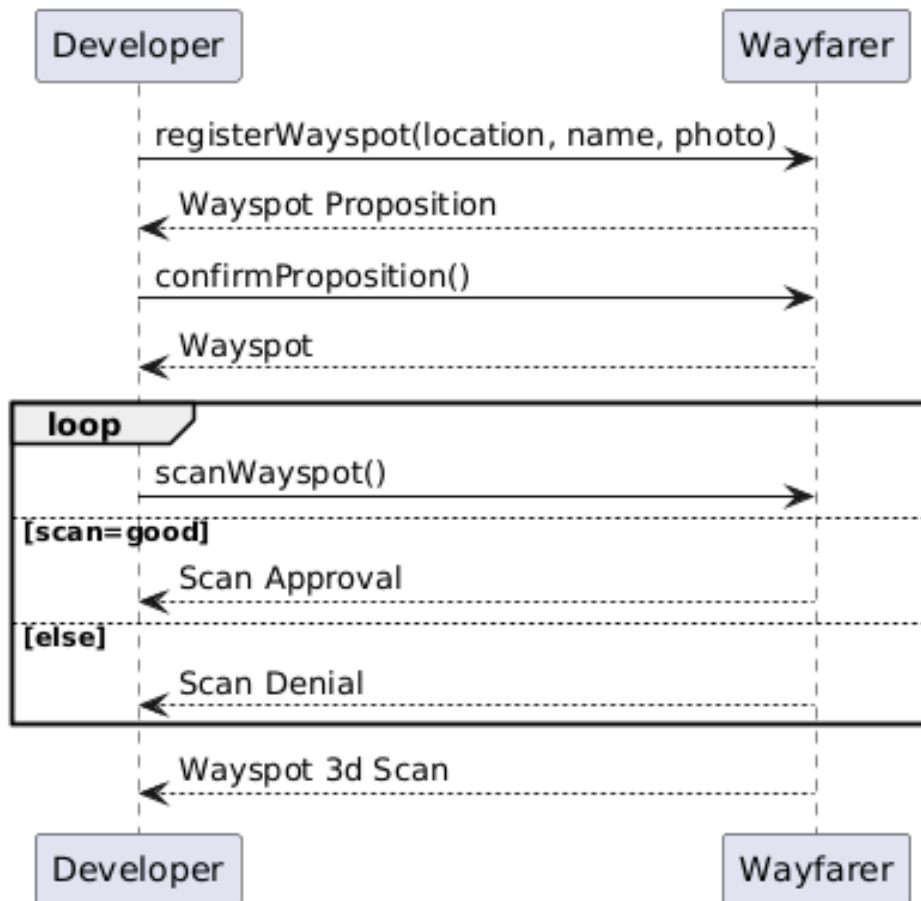 Developer Wayfarer
registerWayspot(location, name, photo)
Wayspot Proposition
confirmProposition()
Wayspot
loop
scanWayspot()
[scan=good]
Scan Approval
[else]
Scan Denial
Wayspot 3d Scan
Developer Wayfarer